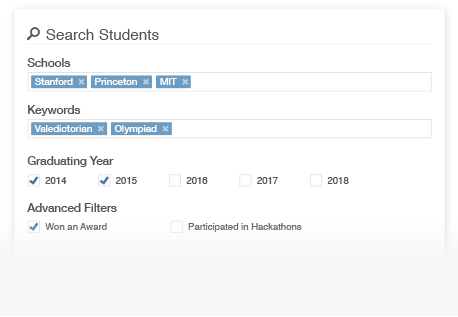 Search Students
Schools
Stanford × Princeton × MIT ×
Keywords
Valedictorian × Olympiad ×
Graduating Year
2014 2015 2016 2017 2018
Advanced Filters
Won an Award Participated in Hackathons